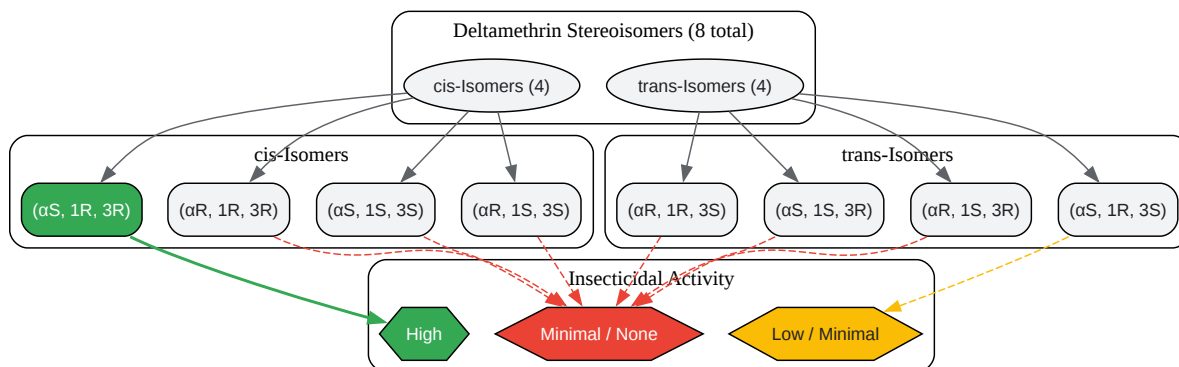 Deltamethrin Stereoisomers (8 total)
cis-Isomers (4)
trans-Isomers (4)
cis-Isomers
trans-Isomers
(αS, 1R, 3R)
(αR, 1R, 3R)
(αS, 1S, 3S)
(αR, 1S, 3S)
(αR, 1R, 3S)
(αS, 1S, 3R)
(αR, 1S, 3R)
(αS, 1R, 3S)
Insecticidal Activity
High
Minimal / None
Low / Minimal